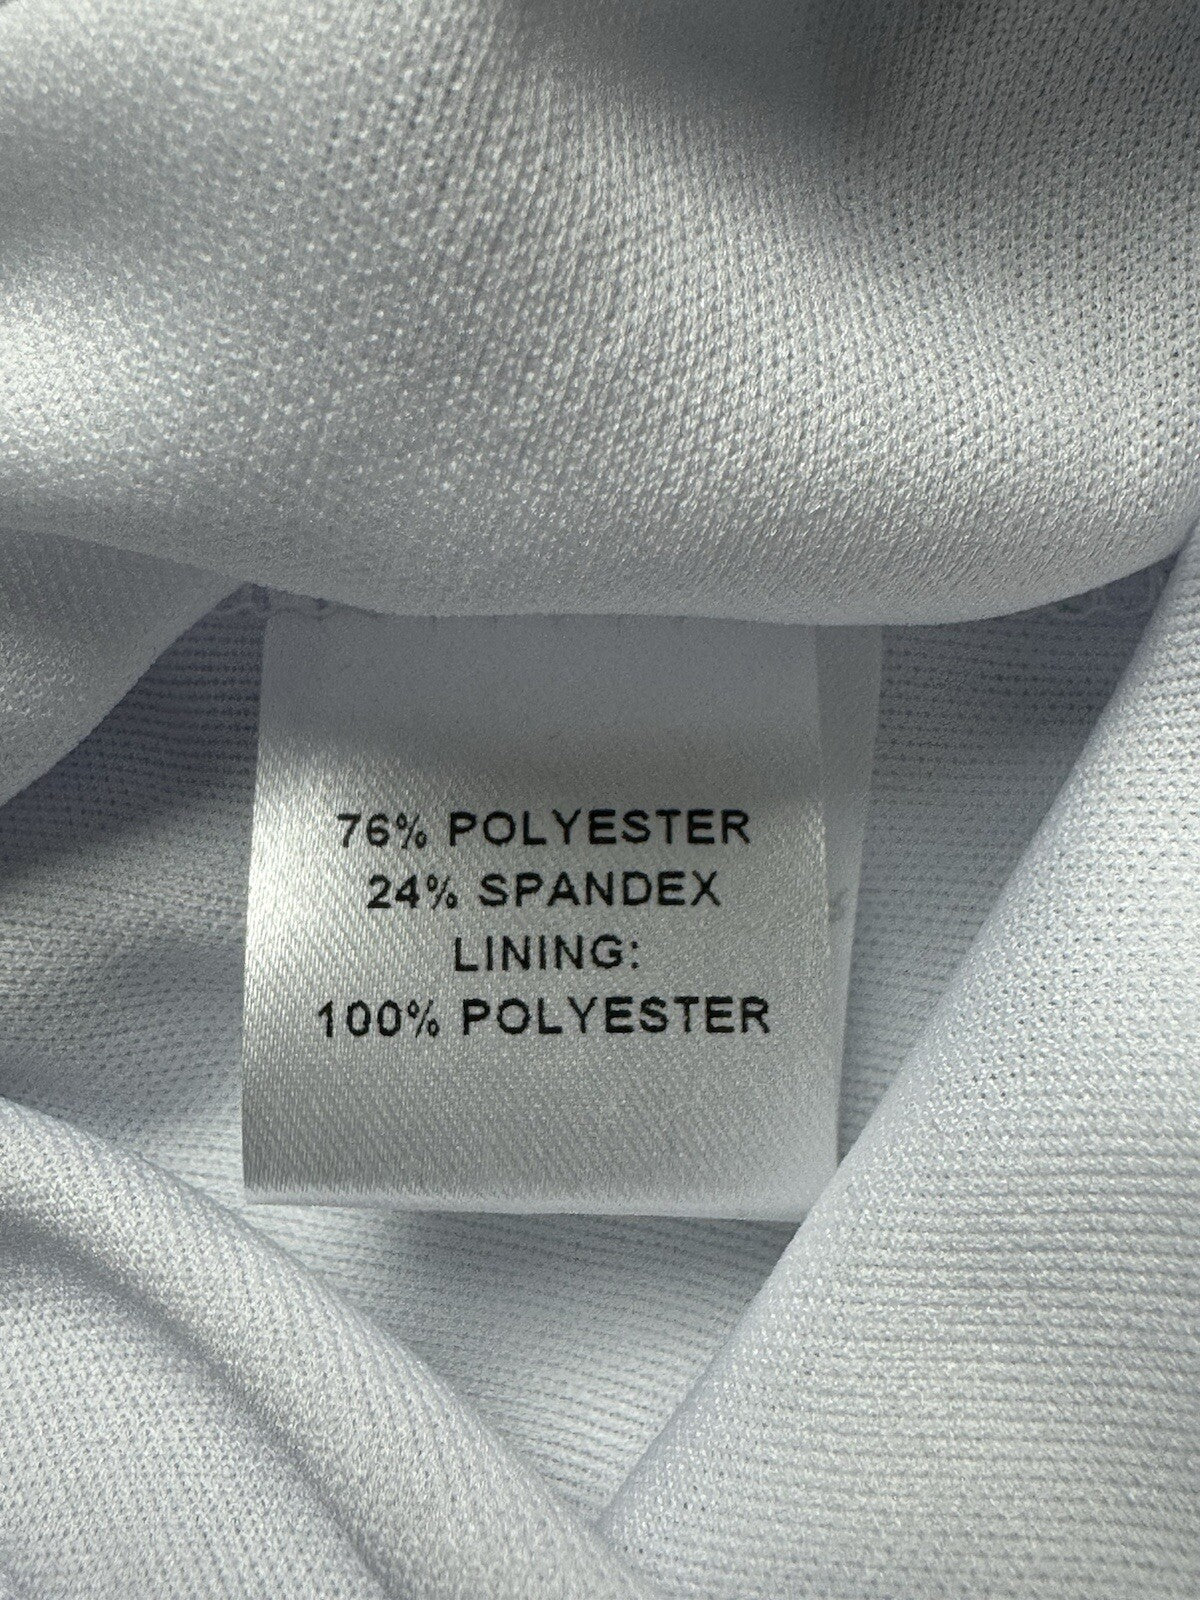 76% POLYESTER
24% SPANDEX
LINING:
100% POLYESTER